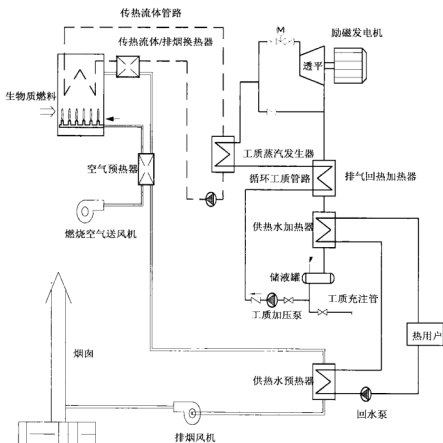 传热流体管路
M
励磁发电机
传热流体/排烟换热器
透平
生物质燃料
工质蒸汽发生器
空气预热器
循环工质管路
排气回热加热器
供热水加热器
燃烧空气送风机
储液罐
工质充注管
工质加压泵
热用户
烟囱
供热水预热器
排烟风机
回水泵